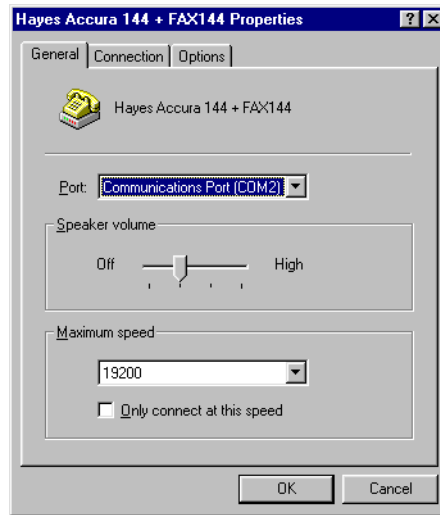 Hayes Accura 144 + FAX144 Properties
General Connection Options
Hayes Accura 144 + FAX144
Port: Communications Port (COM2)
Speaker volume
Off High
Maximum speed
19200
Only connect at this speed
OK Cancel